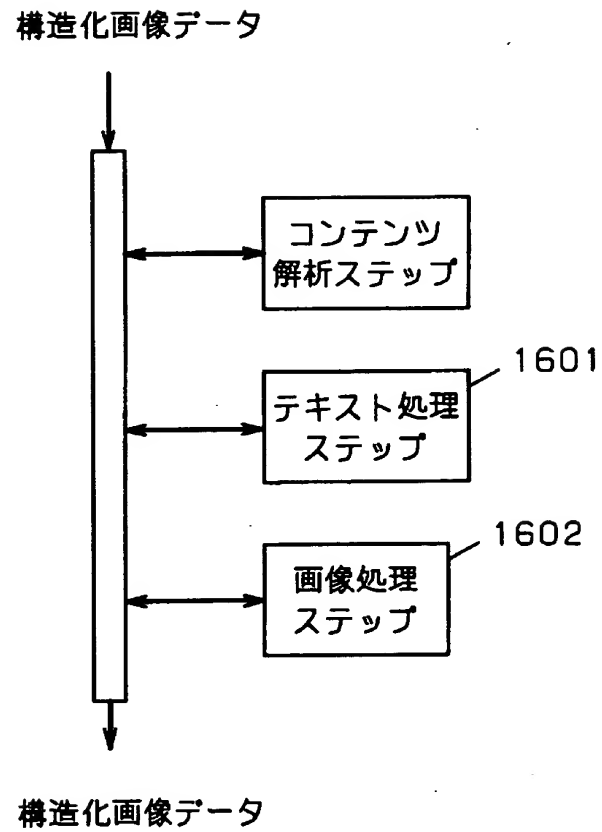 構造化画像データ
コンテンツ
解析ステップ
1601
テキスト処理
ステップ
1602
画像処理
ステップ
構造化画像データ